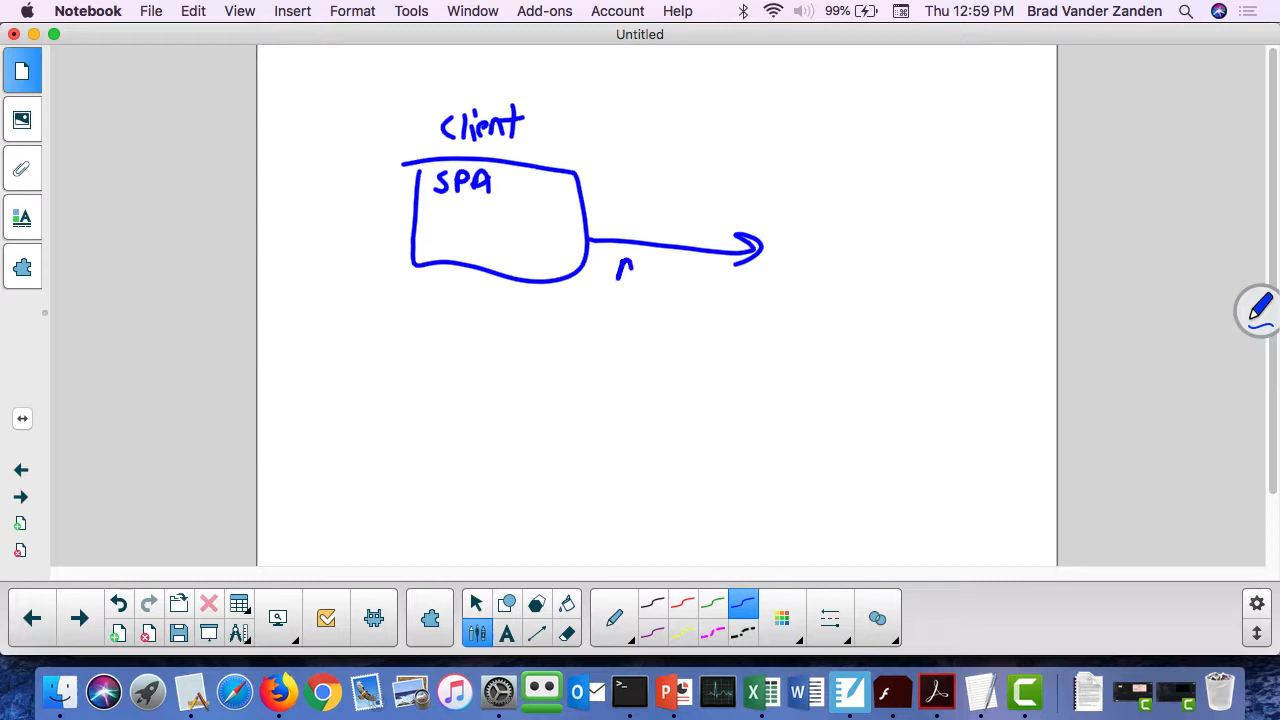 Notebook File Edit View Insert Format Tools Window Add-ons Account Help 99% Thu 12:59 PM Brad Vander Zanden
Untitled
client
SPA
r